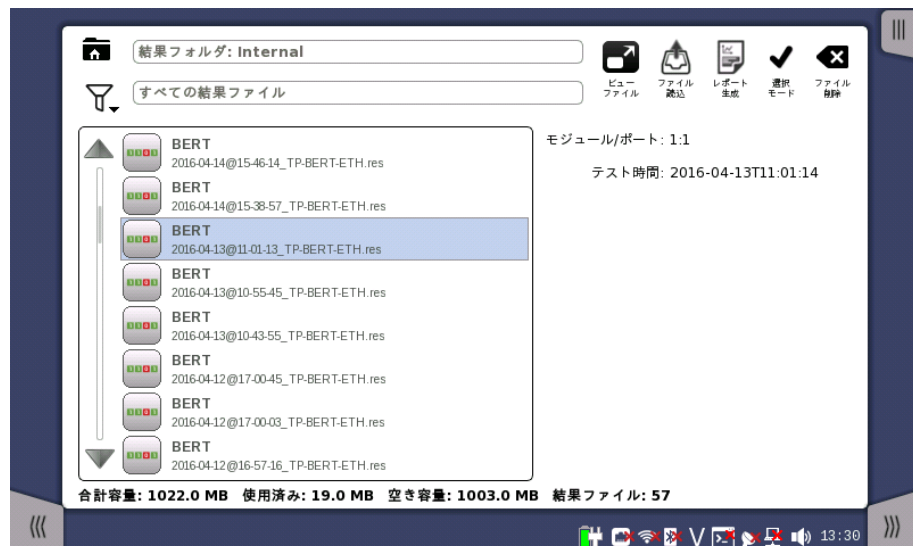 結果フォルダ: Internal
すべての結果ファイル
ビュー
ファイル
ファイル
読込
レポート
生成
選択
モード
ファイル
削除
BERT
2016-04-14@15-46-14_TP-BERT-ETH.res
BERT
2016-04-14@15-38-57_TP-BERT-ETH.res
BERT
2016-04-13@11-01-13_TP-BERT-ETH.res
BERT
2016-04-13@10-55-45_TP-BERT-ETH.res
BERT
2016-04-13@10-43-55_TP-BERT-ETH.res
BERT
2016-04-12@17-00-45_TP-BERT-ETH.res
BERT
2016-04-12@17-00-03_TP-BERT-ETH.res
BERT
2016-04-12@16-57-16_TP-BERT-ETH.res
モジュール/ポート: 1:1
テスト時間: 2016-04-13T11:01:14
合計容量: 1022.0 MB 使用済み: 19.0 MB 空き容量: 1003.0 MB 結果ファイル: 57
V
13:30